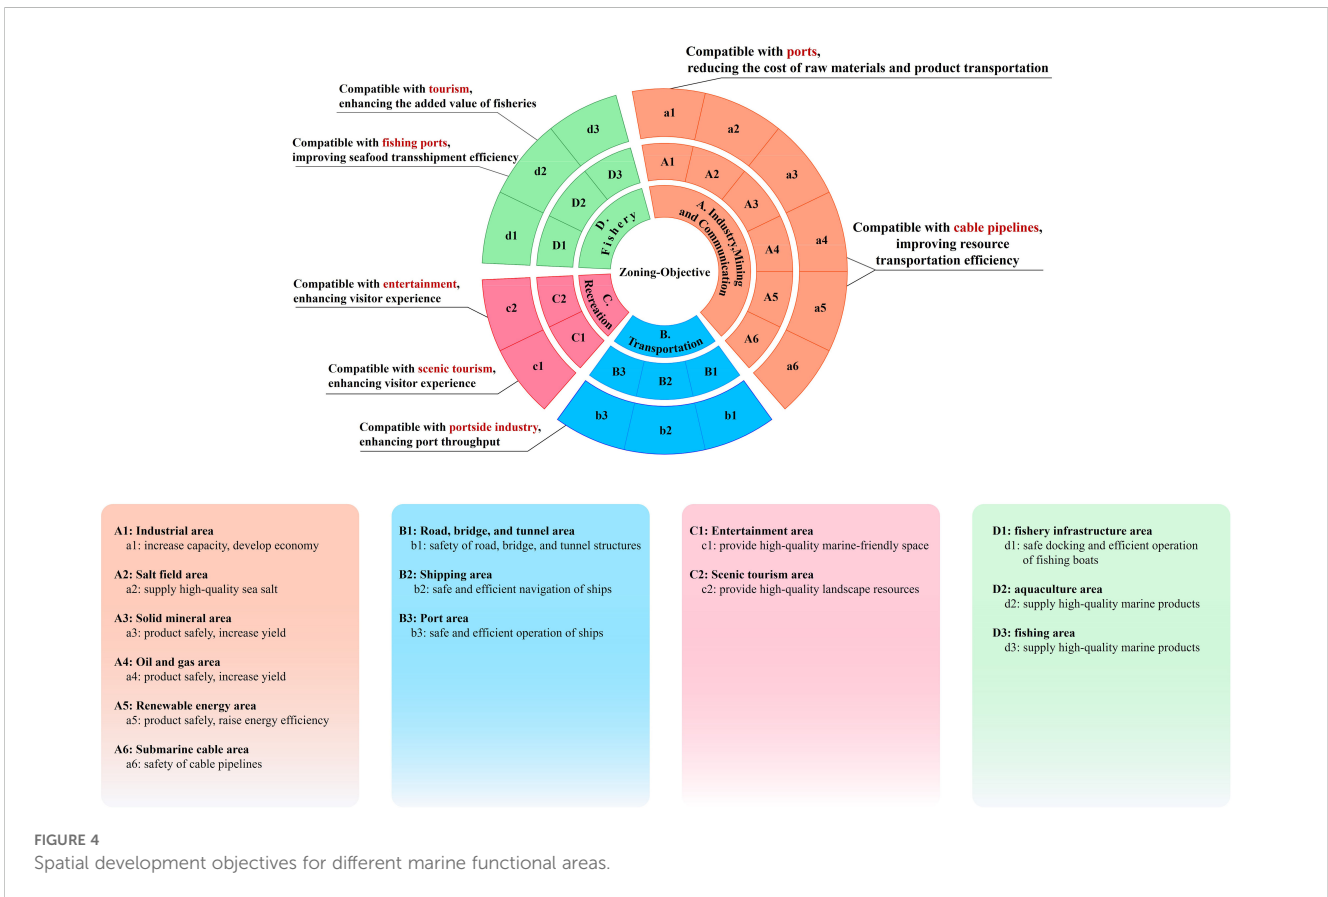 Compatible with ports,
reducing the cost of raw materials and product transportation
Compatible with tourism,
enhancing the added value of fisheries
Compatible with fishing ports,
improving seafood transshipment efficiency
Compatible with cable pipelines,
improving resource
transportation efficiency
Compatible with entertainment,
enhancing visitor experience
Compatible with scenic tourism,
enhancing visitor experience
Compatible with portside industry,
enhancing port throughput
Zoning-Objective
A. Industry,Mining
and Communication
A1
A2
A3
A4
A5
A6
a1
a2
a3
a4
a5
a6
B.
Transportation
B1
B2
B3
b1
b2
b3
C.
Recreation
C1
C2
c1
c2
D.
Fishery
D1
D2
D3
d1
d2
d3
A1: Industrial area
a1: increase capacity, develop economy
A2: Salt field area
a2: supply high-quality sea salt
A3: Solid mineral area
a3: product safely, increase yield
A4: Oil and gas area
a4: product safely, increase yield
A5: Renewable energy area
a5: product safely, raise energy efficiency
A6: Submarine cable area
a6: safety of cable pipelines
B1: Road, bridge, and tunnel area
b1: safety of road, bridge, and tunnel structures
B2: Shipping area
b2: safe and efficient navigation of ships
B3: Port area
b3: safe and efficient operation of ships
C1: Entertainment area
c1: provide high-quality marine-friendly space
C2: Scenic tourism area
c2: provide high-quality landscape resources
D1: fishery infrastructure area
d1: safe docking and efficient operation
of fishing boats
D2: aquaculture area
d2: supply high-quality marine products
D3: fishing area
d3: supply high-quality marine products
FIGURE 4
Spatial development objectives for different marine functional areas.